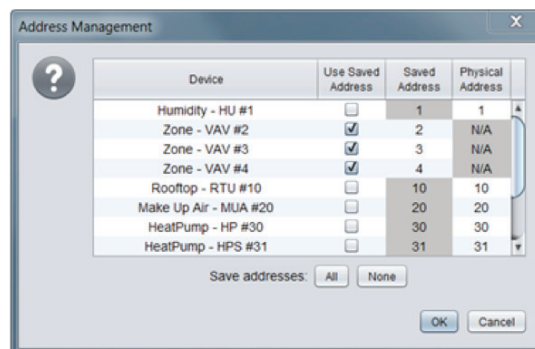 Address Management
X
?
Device Use Saved Address Saved Address Physical Address
Humidity - HU #1 1 1
Zone - VAV #2 2 N/A
Zone - VAV #3 3 N/A
Zone - VAV #4 4 N/A
Rooftop - RTU #10 10 10
Make Up Air - MUA #20 20 20
HeatPump - HP #30 30 30
HeatPump - HPS #31 31 31
Save addresses: All None
OK Cancel